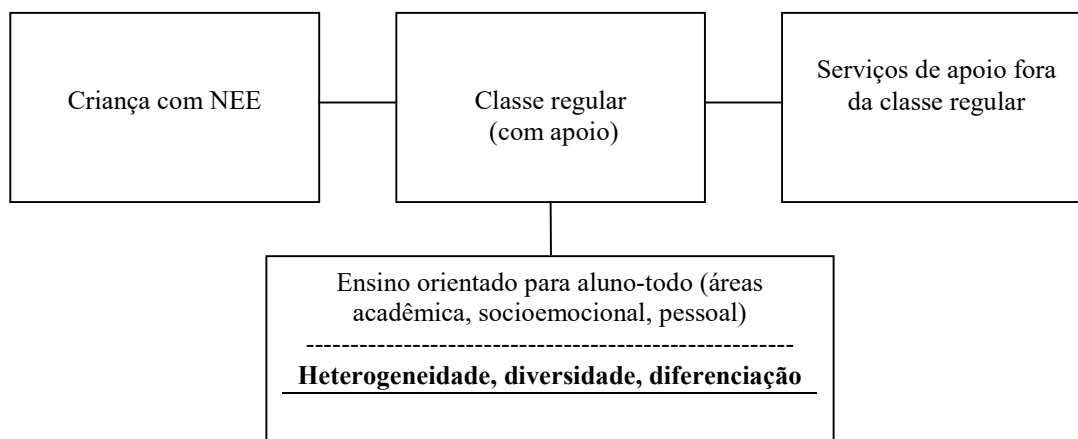 Criança com NEE
Classe regular
(com apoio)
Serviços de apoio fora
da classe regular
Ensino orientado para aluno-todo (áreas
acadêmica, socioemocional, pessoal)
Heterogeneidade, diversidade, diferenciação